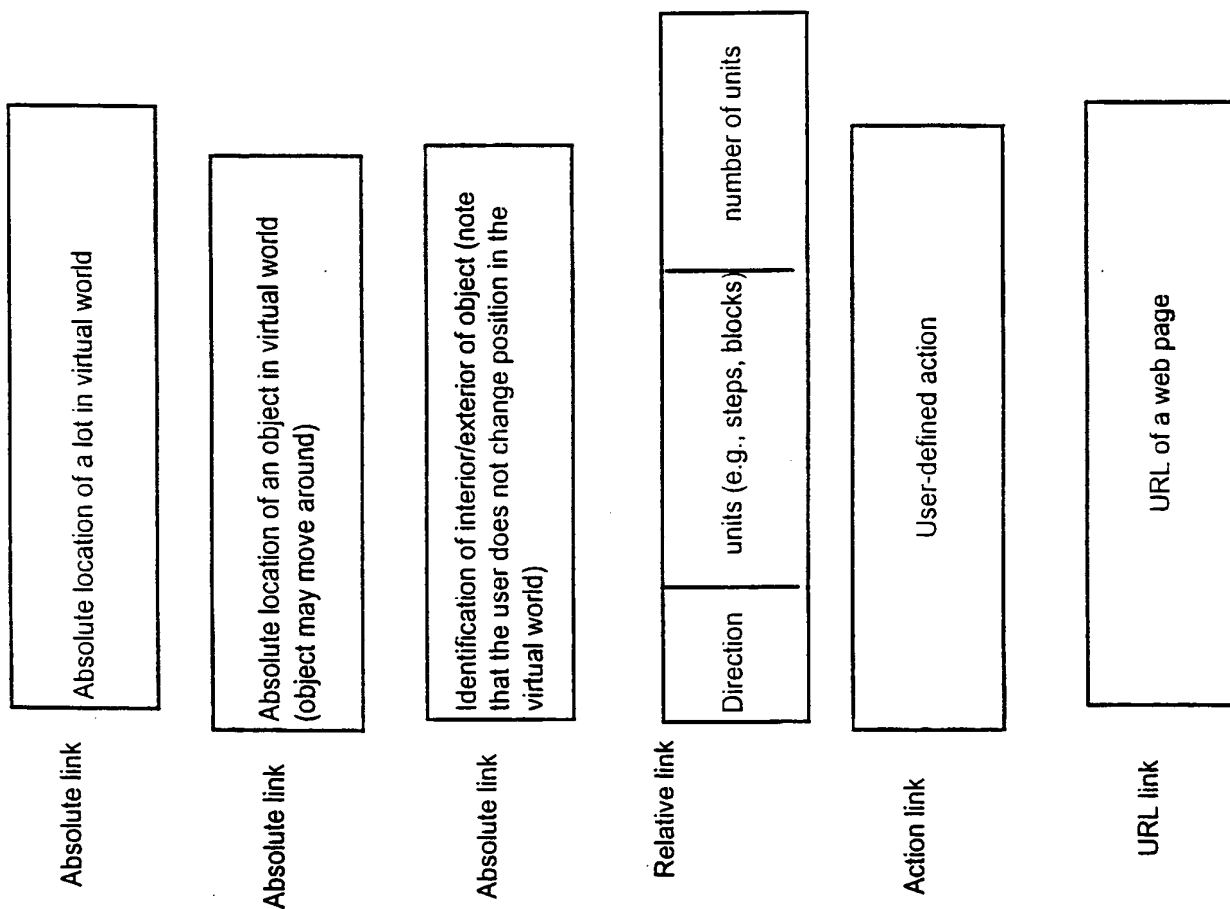 Absolute link
Absolute location of a lot in virtual world
Absolute link
Absolute location of an object in virtual world
(object may move around)
Absolute link
Identification of interior/exterior of object (note
that the user does not change position in the
virtual world)
Relative link
Direction
units (e.g., steps, blocks)
number of units
Action link
User-defined action
URL link
URL of a web page